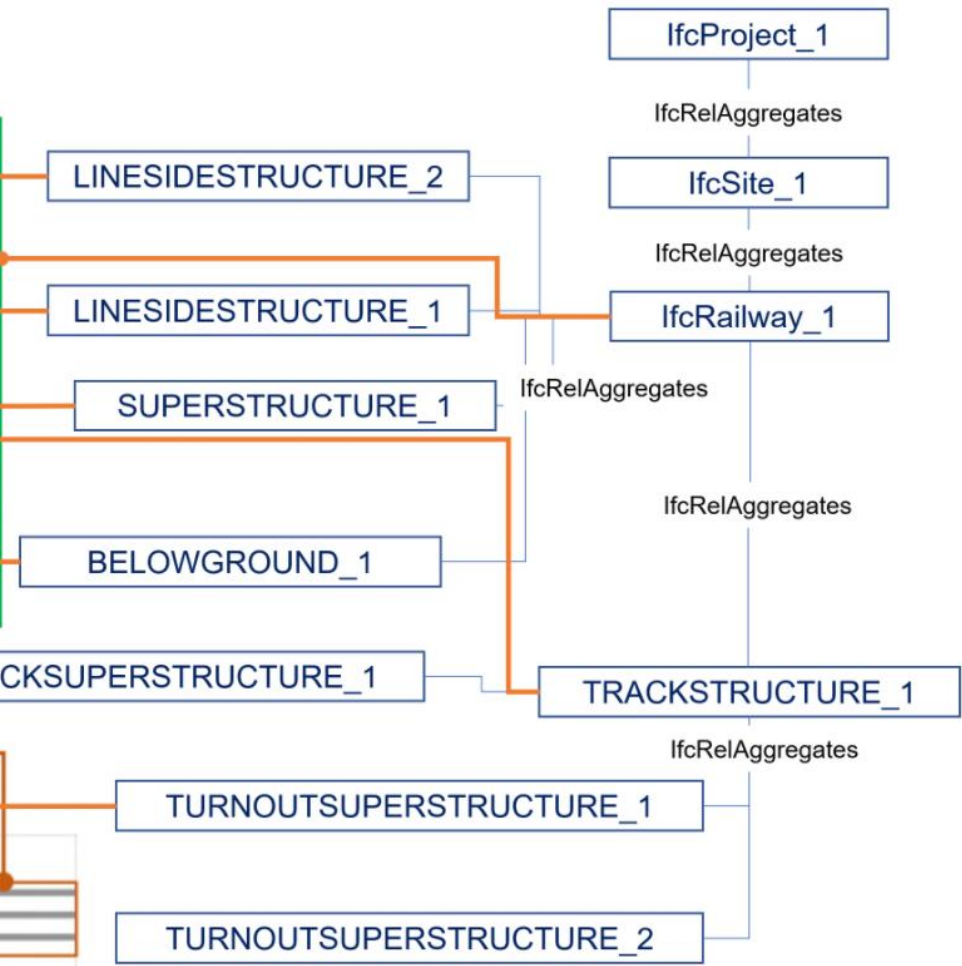 IfcProject_1
IfcRelAggregates
LINESIDESTRUCTURE_2
IfcSite_1
IfcRelAggregates
LINESIDESTRUCTURE_1
IfcRailway_1
IfcRelAggregates
SUPERSTRUCTURE_1
IfcRelAggregates
BELOWGROUND_1
CKSUPERSTRUCTURE_1
TRACKSTRUCTURE_1
IfcRelAggregates
TURNOUTSUPERSTRUCTURE_1
TURNOUTSUPERSTRUCTURE_2